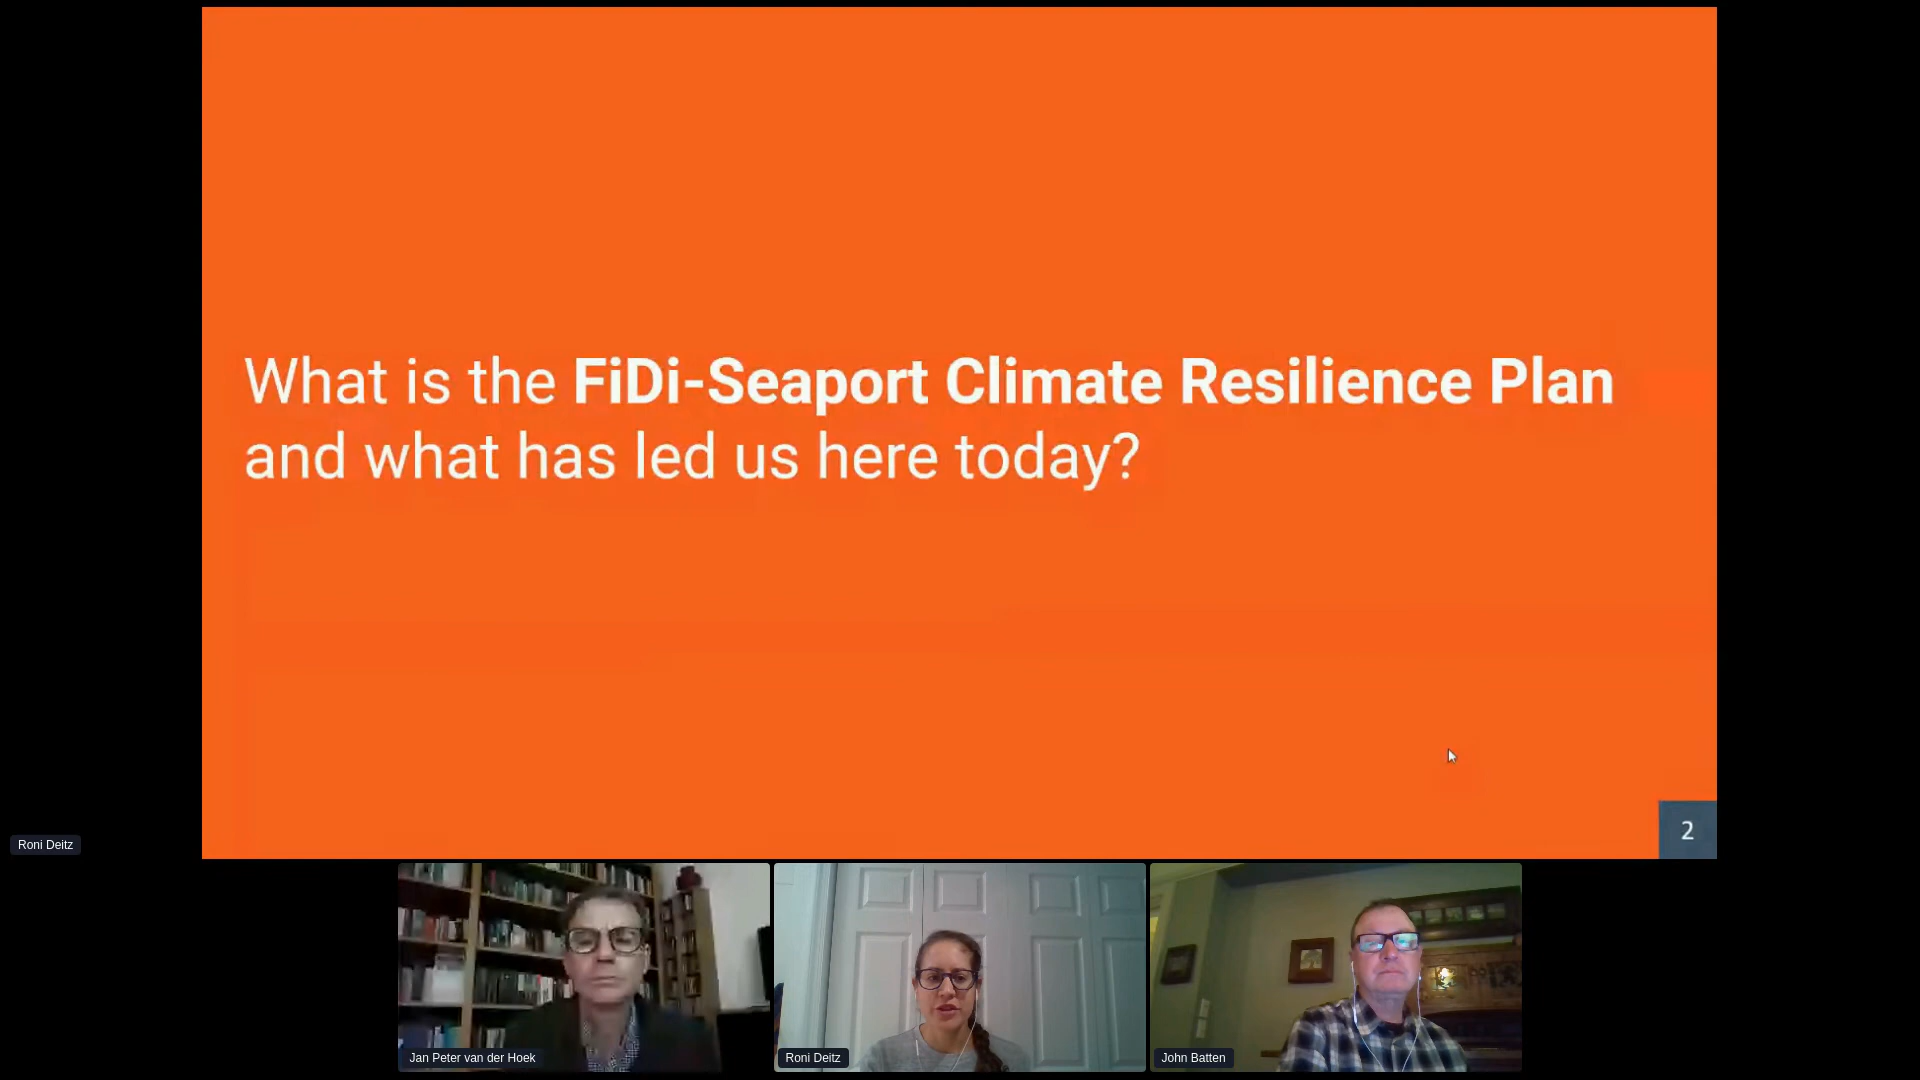 What is the FiDi-Seaport Climate Resilience Plan
and what has led us here today?
2
Roni Deitz
Jan Peter van der Hoek
Roni Deitz
John Batten